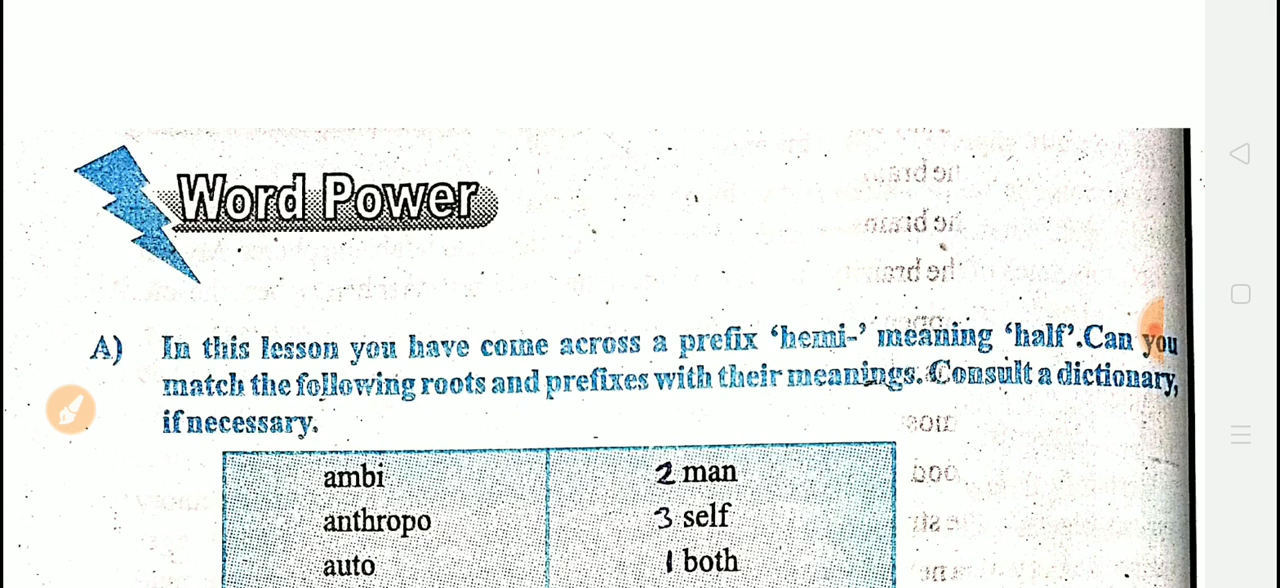 Word Power
A) In this lesson you have come across a prefix ‘hemi-’ meaning ‘half’.Can you
match the following roots and prefixes with their meanings. Consult a dictionary,
if necessary.
ambi 2 man
anthropo 3 self
auto 1 both